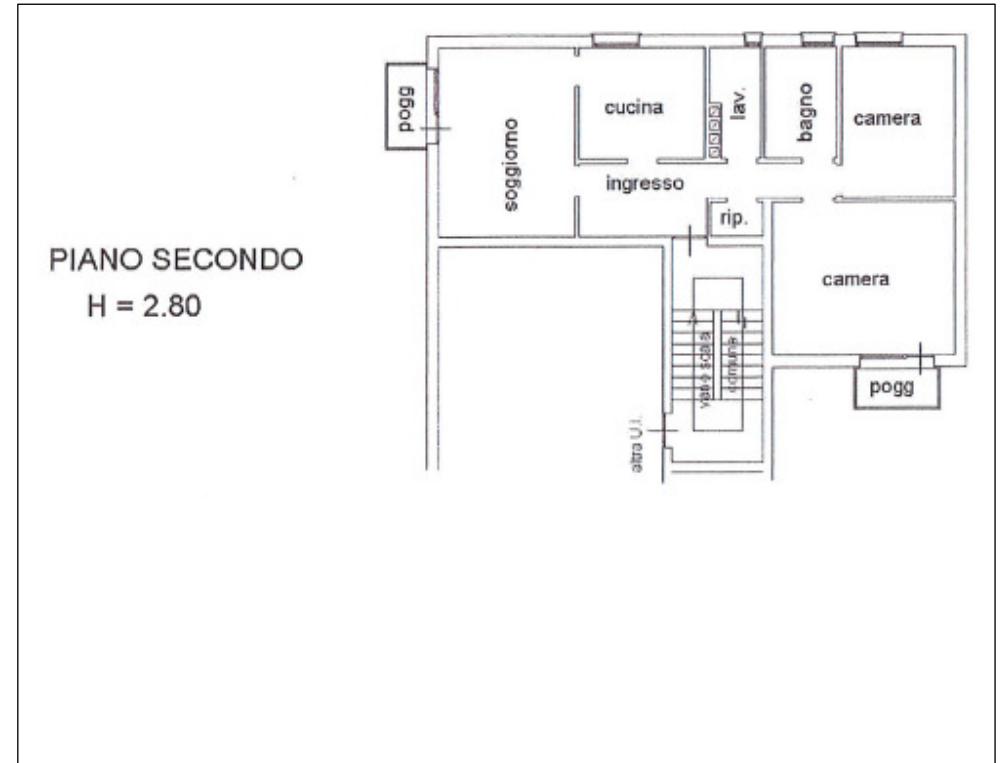 PIANO SECONDO
H = 2.80
pogg
soggiorno
cucina
lav.
bagno
camera
ingresso
rip.
camera
pogg
vano scala
comune
altra U.I.